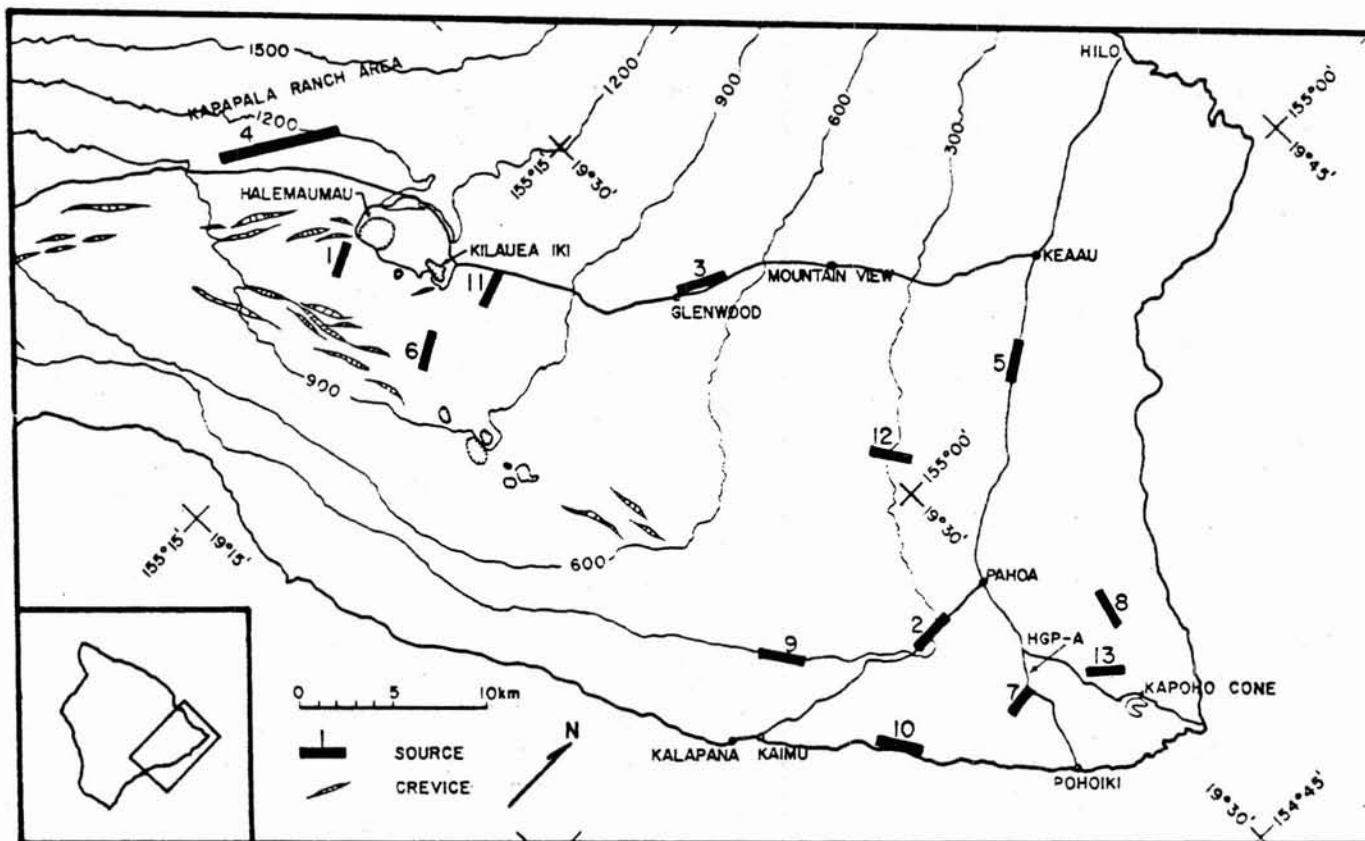 HILO
1500
KAPAPALA RANCH AREA
1200
1200
900
600
300
4
155°00'
19°45'
155°15'
19°30'
HALEMAUMAU
1
KILAUEA IKI
11
3
MOUNTAIN VIEW
KEAAU
GLENWOOD
6
5
900
12
155°00'
19°30'
155°15'
19°15'
600
PAHOA
8
2
HGP-A
9
13
7
KAPOHO CONE
0 5 10km
1 SOURCE
CREVICE
N
KALAPANA KAIMU
10
POHOIKI
19°30'
154°45'